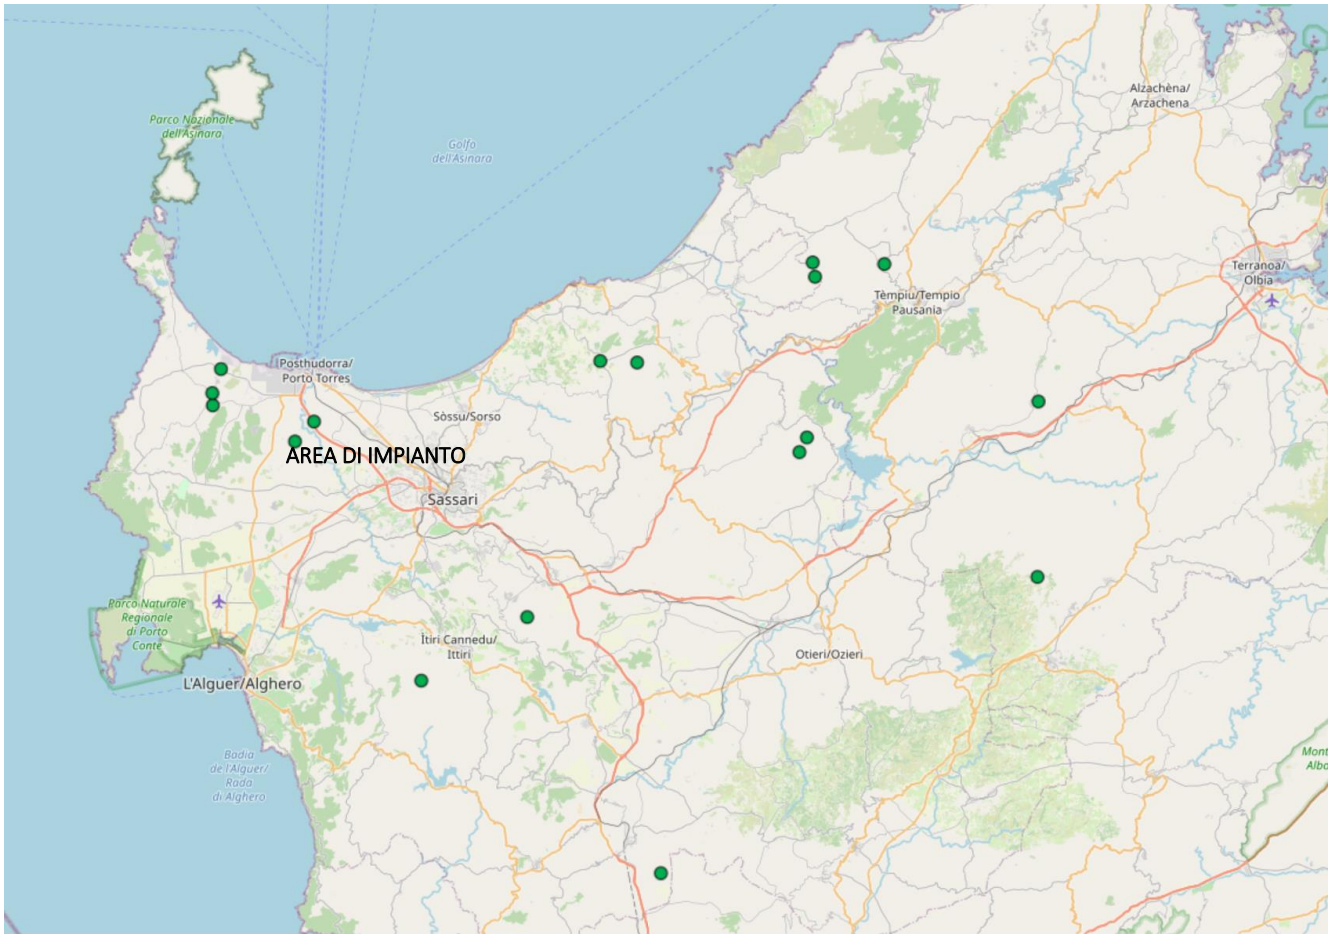 Alzachèna/
Arzachena
Parco Nazionale
dell'Asinara
Golfo
dell'Asinara
Terranoa/
Olbia
Tèmpiu/Tempio
Pausania
Posthudorra/
Porto Torres
Sòssu/Sorso
AREA DI IMPIANTO
Sassari
Parco Naturale
Regionale
di Porto
Conte
Ìtiri Cannedu/
Ittiri
Otieri/Ozieri
L'Alguer/Alghero
Badia
de l'Alguer/
Rada
di Alghero
Mont
Albo